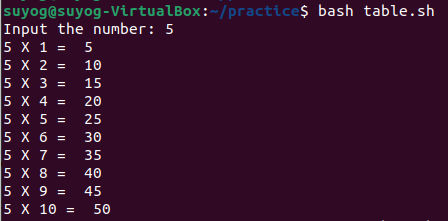 suyog@suyog-VirtualBox:~/practice$ bash table.sh
Input the number: 5
5 X 1 =  5
5 X 2 =  10
5 X 3 =  15
5 X 4 =  20
5 X 5 =  25
5 X 6 =  30
5 X 7 =  35
5 X 8 =  40
5 X 9 =  45
5 X 10 =  50